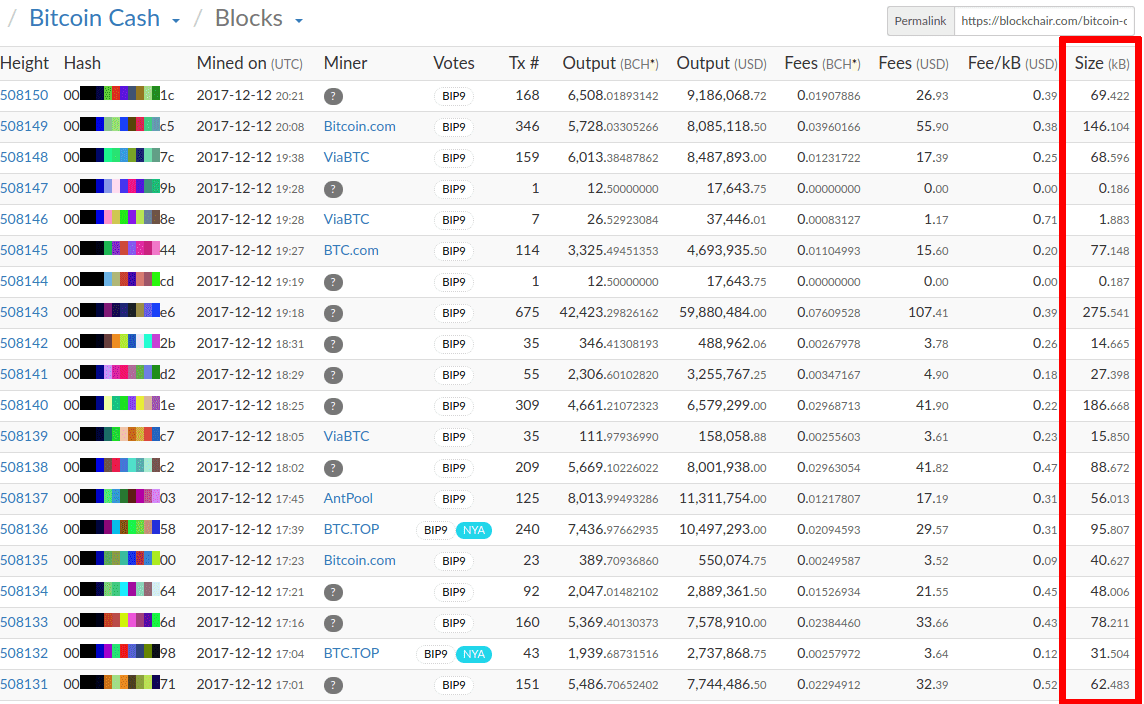 / Bitcoin Cash / Blocks Permalink https://blockchair.com/bitcoin-c
Height Hash Mined on (UTC) Miner Votes Tx # Output (BCH*) Output (USD) Fees (BCH*) Fees (USD) Fee/kB (USD) Size (kB)
508150 00 1c 2017-12-12 20:21 ? BIP9 168 6,508.01893142 9,186,068.72 0.01907886 26.93 0.39 69.422
508149 00 c5 2017-12-12 20:08 Bitcoin.com BIP9 346 5,728.03305266 8,085,118.50 0.03960166 55.90 0.38 146.104
508148 00 7c 2017-12-12 19:38 ViaBTC BIP9 159 6,013.38487862 8,487,893.00 0.01231722 17.39 0.25 68.596
508147 00 9b 2017-12-12 19:28 ? BIP9 1 12.50000000 17,643.75 0.00000000 0.00 0.00 0.186
508146 00 8e 2017-12-12 19:28 ViaBTC BIP9 7 26.52923084 37,446.01 0.00083127 1.17 0.71 1.883
508145 00 44 2017-12-12 19:27 BTC.com BIP9 114 3,325.49451353 4,693,935.50 0.01104993 15.60 0.20 77.148
508144 00 cd 2017-12-12 19:19 ? BIP9 1 12.50000000 17,643.75 0.00000000 0.00 0.00 0.187
508143 00 e6 2017-12-12 19:18 ? BIP9 675 42,423.29826162 59,880,484.00 0.07609528 107.41 0.39 275.541
508142 00 2b 2017-12-12 18:31 ? BIP9 35 346.41308193 488,962.06 0.00267978 3.78 0.26 14.665
508141 00 d2 2017-12-12 18:29 ? BIP9 55 2,306.60102820 3,255,767.25 0.00347167 4.90 0.18 27.398
508140 00 1e 2017-12-12 18:25 ? BIP9 309 4,661.21072323 6,579,299.00 0.02968713 41.90 0.22 186.668
508139 00 c7 2017-12-12 18:05 ViaBTC BIP9 35 111.97936990 158,058.88 0.00255603 3.61 0.23 15.850
508138 00 c2 2017-12-12 18:02 ? BIP9 209 5,669.10226022 8,001,938.00 0.02963054 41.82 0.47 88.672
508137 00 03 2017-12-12 17:45 AntPool BIP9 125 8,013.99493286 11,311,754.00 0.01217807 17.19 0.31 56.013
508136 00 58 2017-12-12 17:39 BTC.TOP BIP9 NYA 240 7,436.97662935 10,497,293.00 0.02094593 29.57 0.31 95.807
508135 00 00 2017-12-12 17:23 Bitcoin.com BIP9 23 389.70936860 550,074.75 0.00249587 3.52 0.09 40.627
508134 00 64 2017-12-12 17:21 ? BIP9 92 2,047.01482102 2,889,361.50 0.01526934 21.55 0.45 48.006
508133 00 6d 2017-12-12 17:16 ? BIP9 160 5,369.40130373 7,578,910.00 0.02384460 33.66 0.43 78.211
508132 00 98 2017-12-12 17:04 BTC.TOP BIP9 NYA 43 1,939.68731516 2,737,868.75 0.00257972 3.64 0.12 31.504
508131 00 71 2017-12-12 17:01 ? BIP9 151 5,486.70652402 7,744,486.50 0.02294912 32.39 0.52 62.483